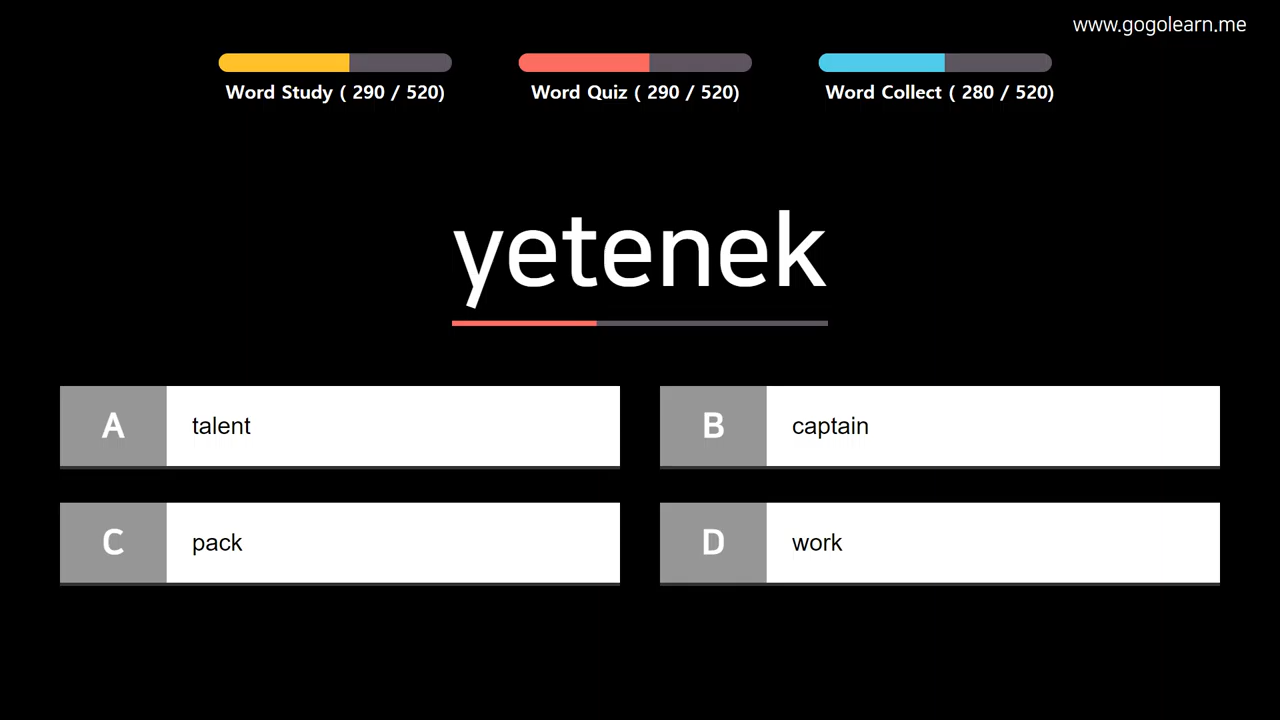 www.gogolearn.me
Word Study ( 290 / 520)
Word Quiz ( 290 / 520)
Word Collect ( 280 / 520)
yetenek
A talent
B captain
C pack
D work